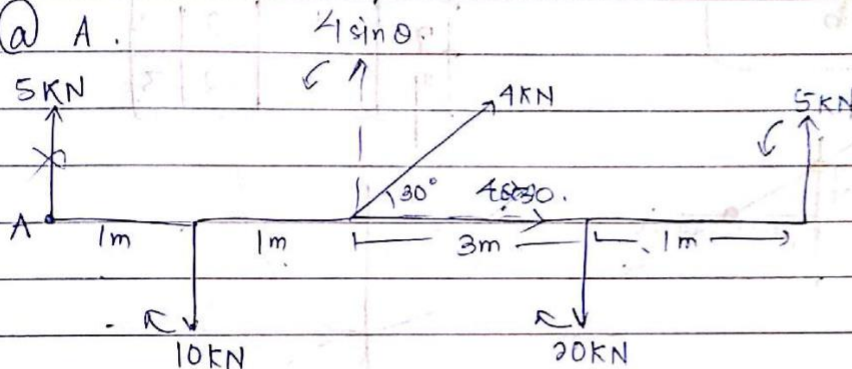 ⓐ A.
4 sin θ.
5KN
4KN
5KN
30°
A
1m
1m
3m
1m
10KN
20KN